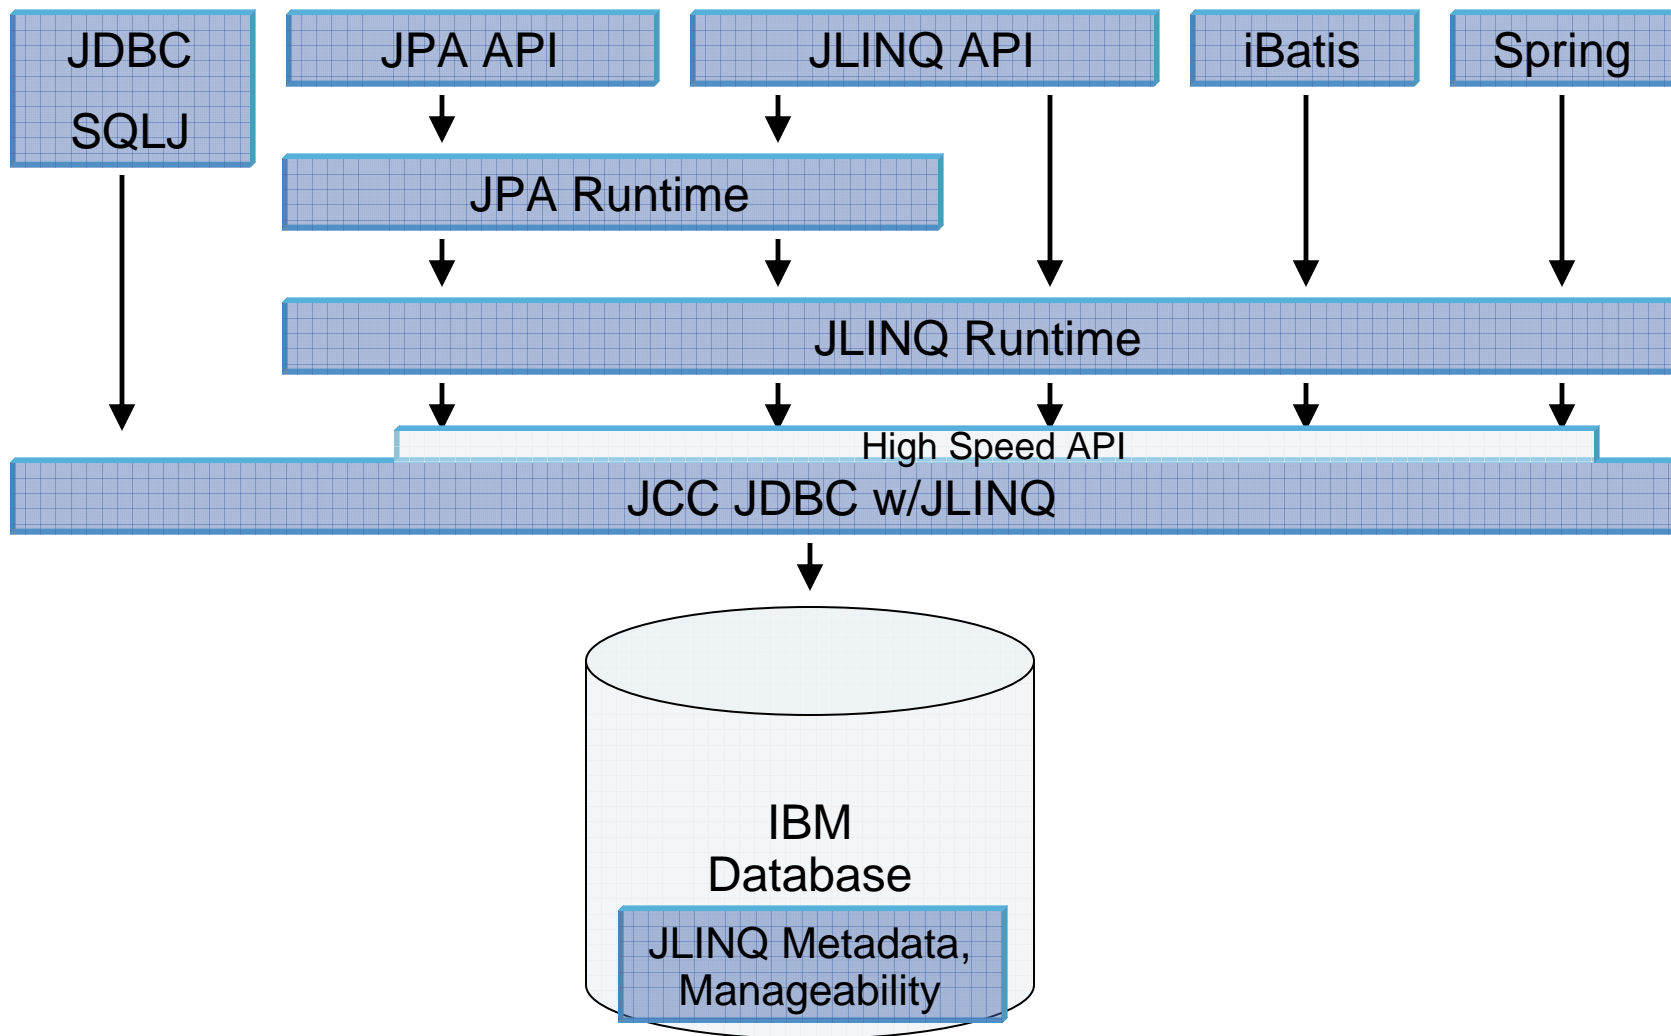 JDBC
SQLJ
JPA API
JLINQ API
iBatis
Spring
JPA Runtime
JLINQ Runtime
High Speed API
JCC JDBC w/JLINQ
IBM
Database
JLINQ Metadata,
Manageability